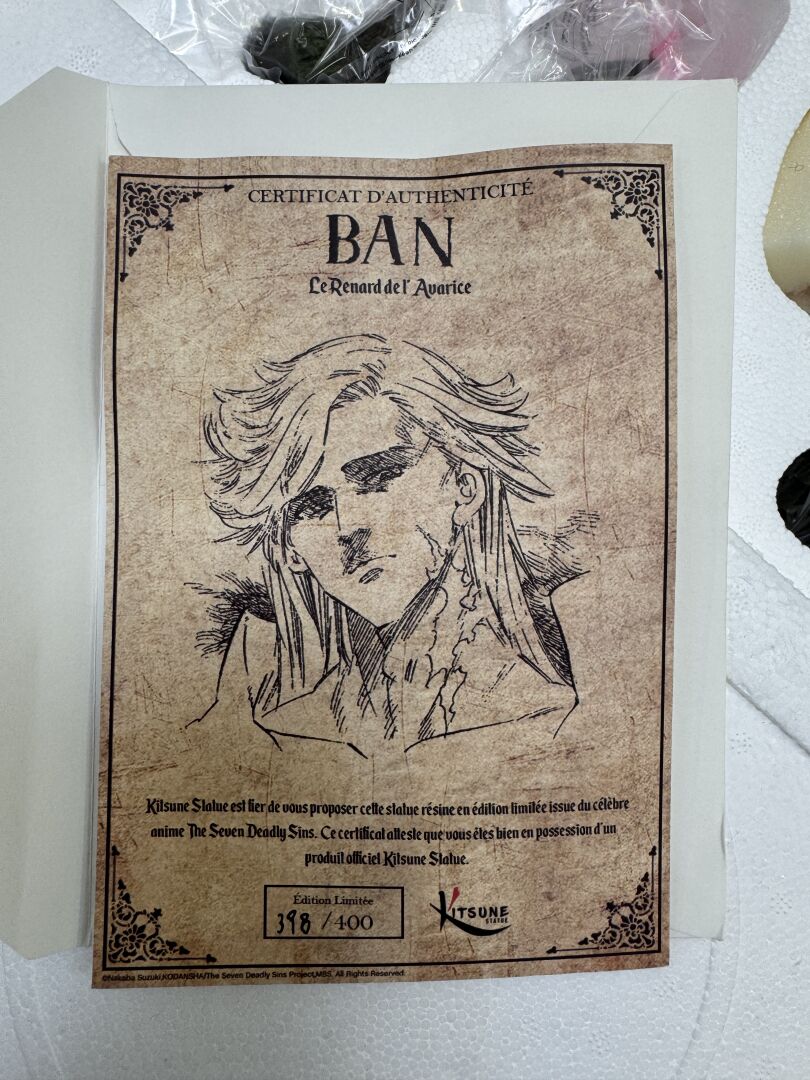 CERTIFICAT D'AUTHENTICITÉ
BAN
Le Renard de l' Avarice
Kitsune Statue est fier de vous proposer cette statue résine en édition limitée issue du célèbre
anime The Seven Deadly Sins. Ce certificat atteste que vous êtes bien en possession d'un
produit officiel Kitsune Statue.
Édition Limitée
398 /400
KITSUNE
STATUE
©Nakaba Suzuki,KODANSHA/The Seven Deadly Sins Project,MBS. All Rights Reserved.